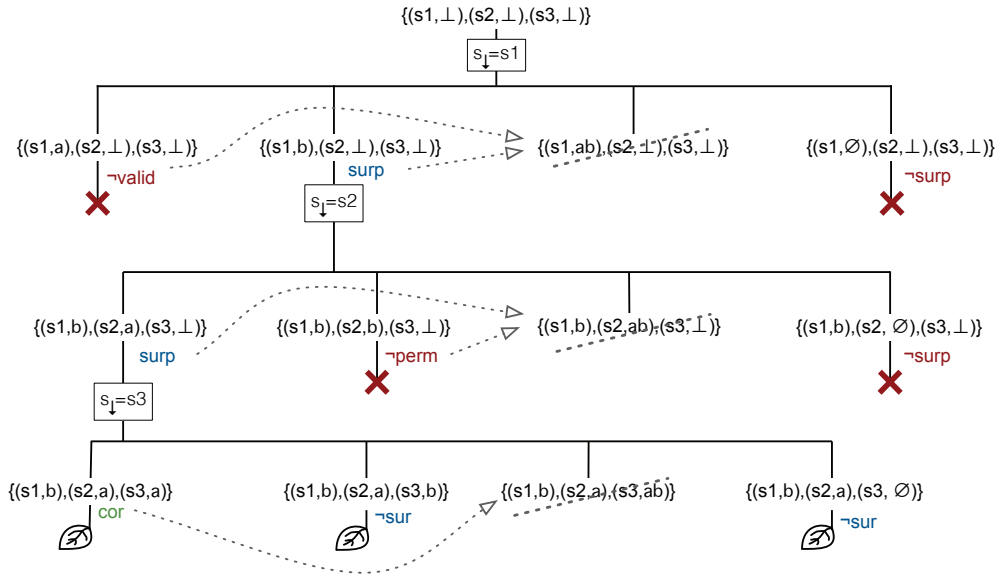 {(s1,⊥),(s2,⊥),(s3,⊥)}
s↓=s1
{(s1,a),(s2,⊥),(s3,⊥)}
{(s1,b),(s2,⊥),(s3,⊥)}
{(s1,ab),(s2,⊥),(s3,⊥)}
{(s1,∅),(s2,⊥),(s3,⊥)}
¬valid
surp
¬surp
s↓=s2
{(s1,b),(s2,a),(s3,⊥)}
{(s1,b),(s2,b),(s3,⊥)}
{(s1,b),(s2,ab),(s3,⊥)}
{(s1,b),(s2, ∅),(s3,⊥)}
surp
¬perm
¬surp
s↓=s3
{(s1,b),(s2,a),(s3,a)}
{(s1,b),(s2,a),(s3,b)}
{(s1,b),(s2,a),(s3,ab)}
{(s1,b),(s2,a),(s3, ∅)}
cor
¬sur
¬sur